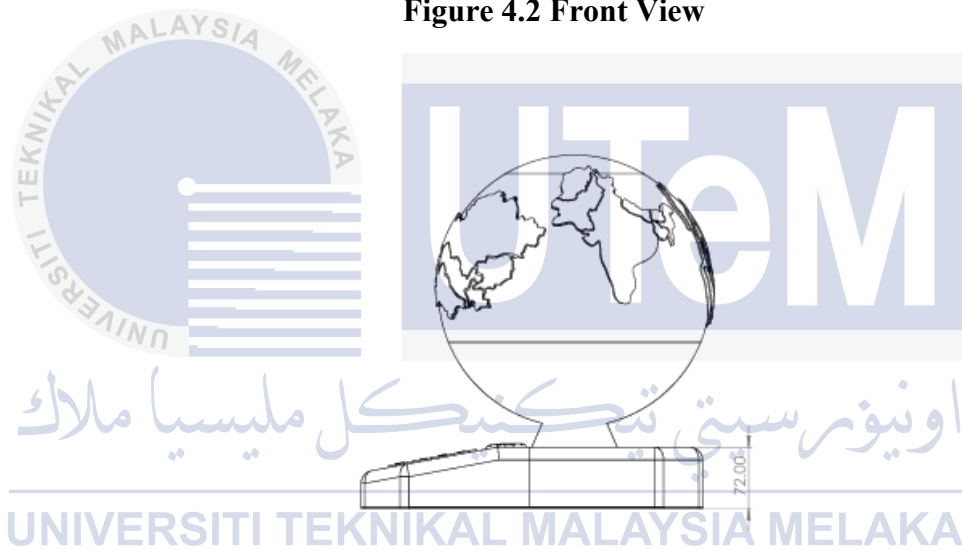 Figure 4.2 Front View
UNIVERSITI TEKNIKAL MALAYSIA MELAKA
UTeM
72.00
اونيۏرسيتي تيكنيكل مليسيا ملاك
UNIVERSITI TEKNIKAL MALAYSIA MELAKA